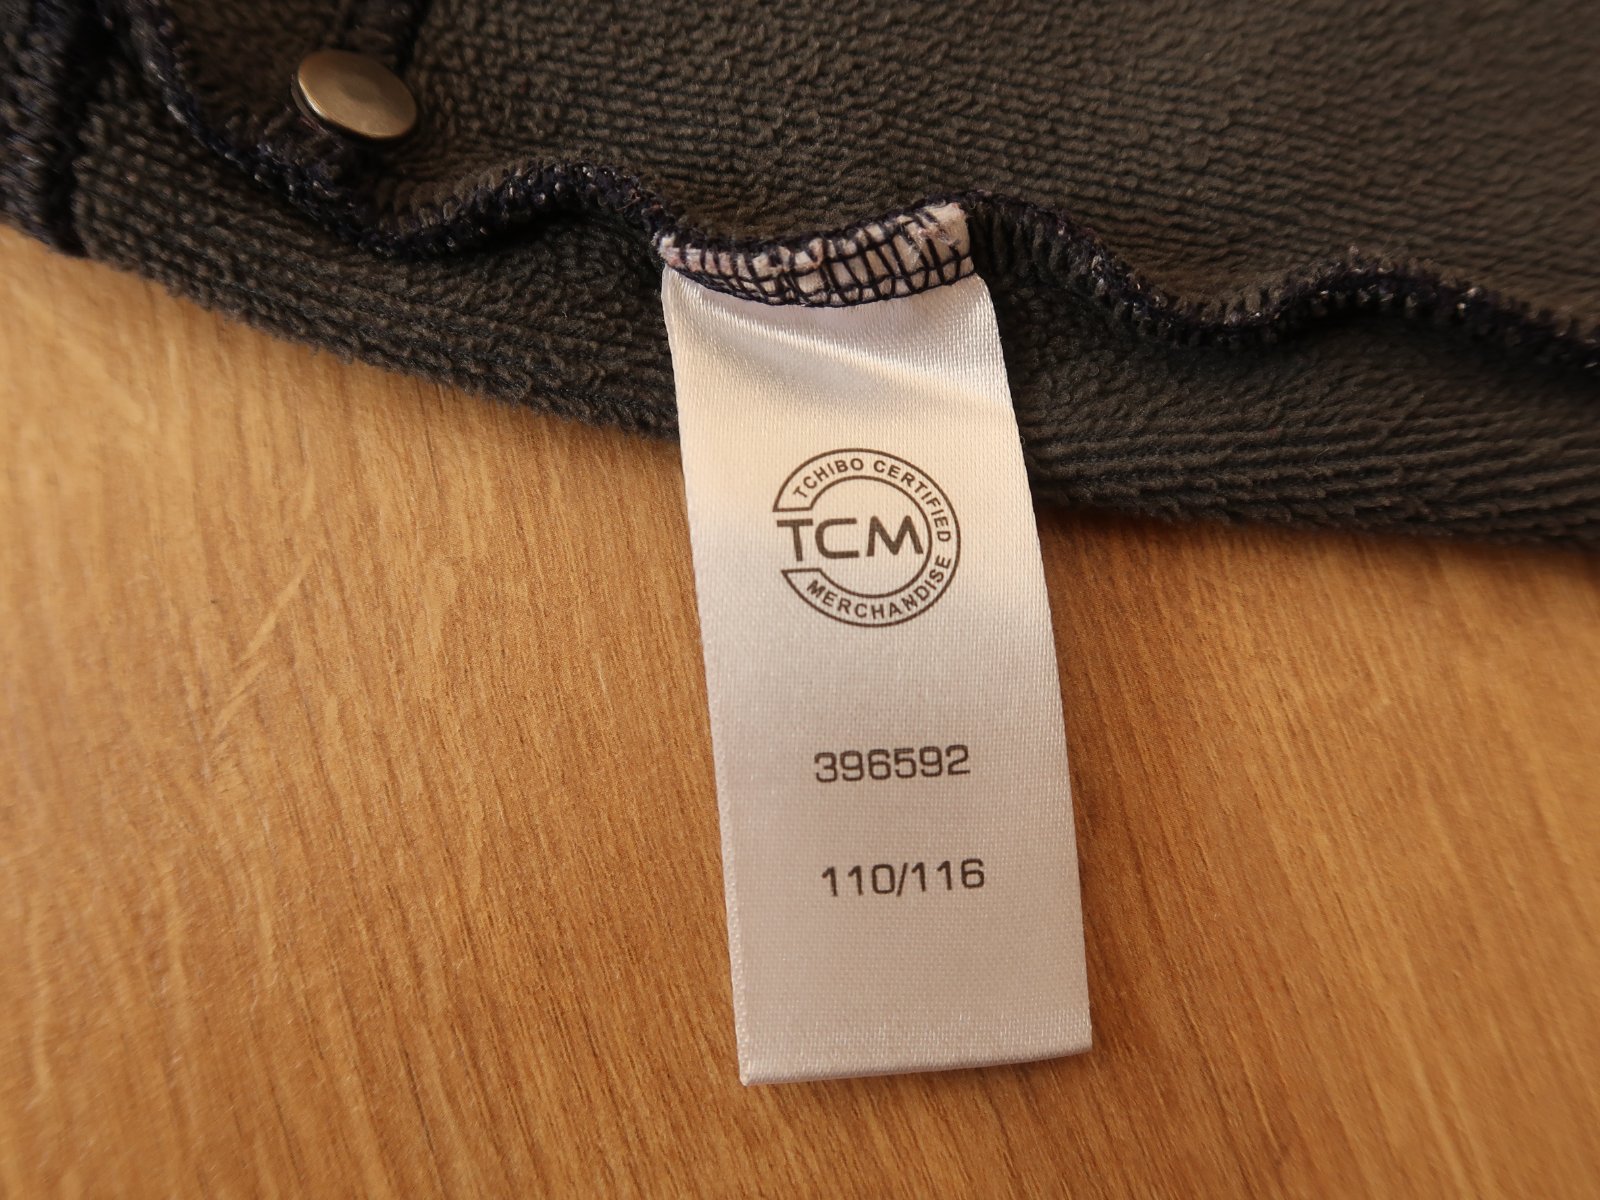 TCHIBO CERTIFIED
TCM
MERCHANDISE
396592
110/116